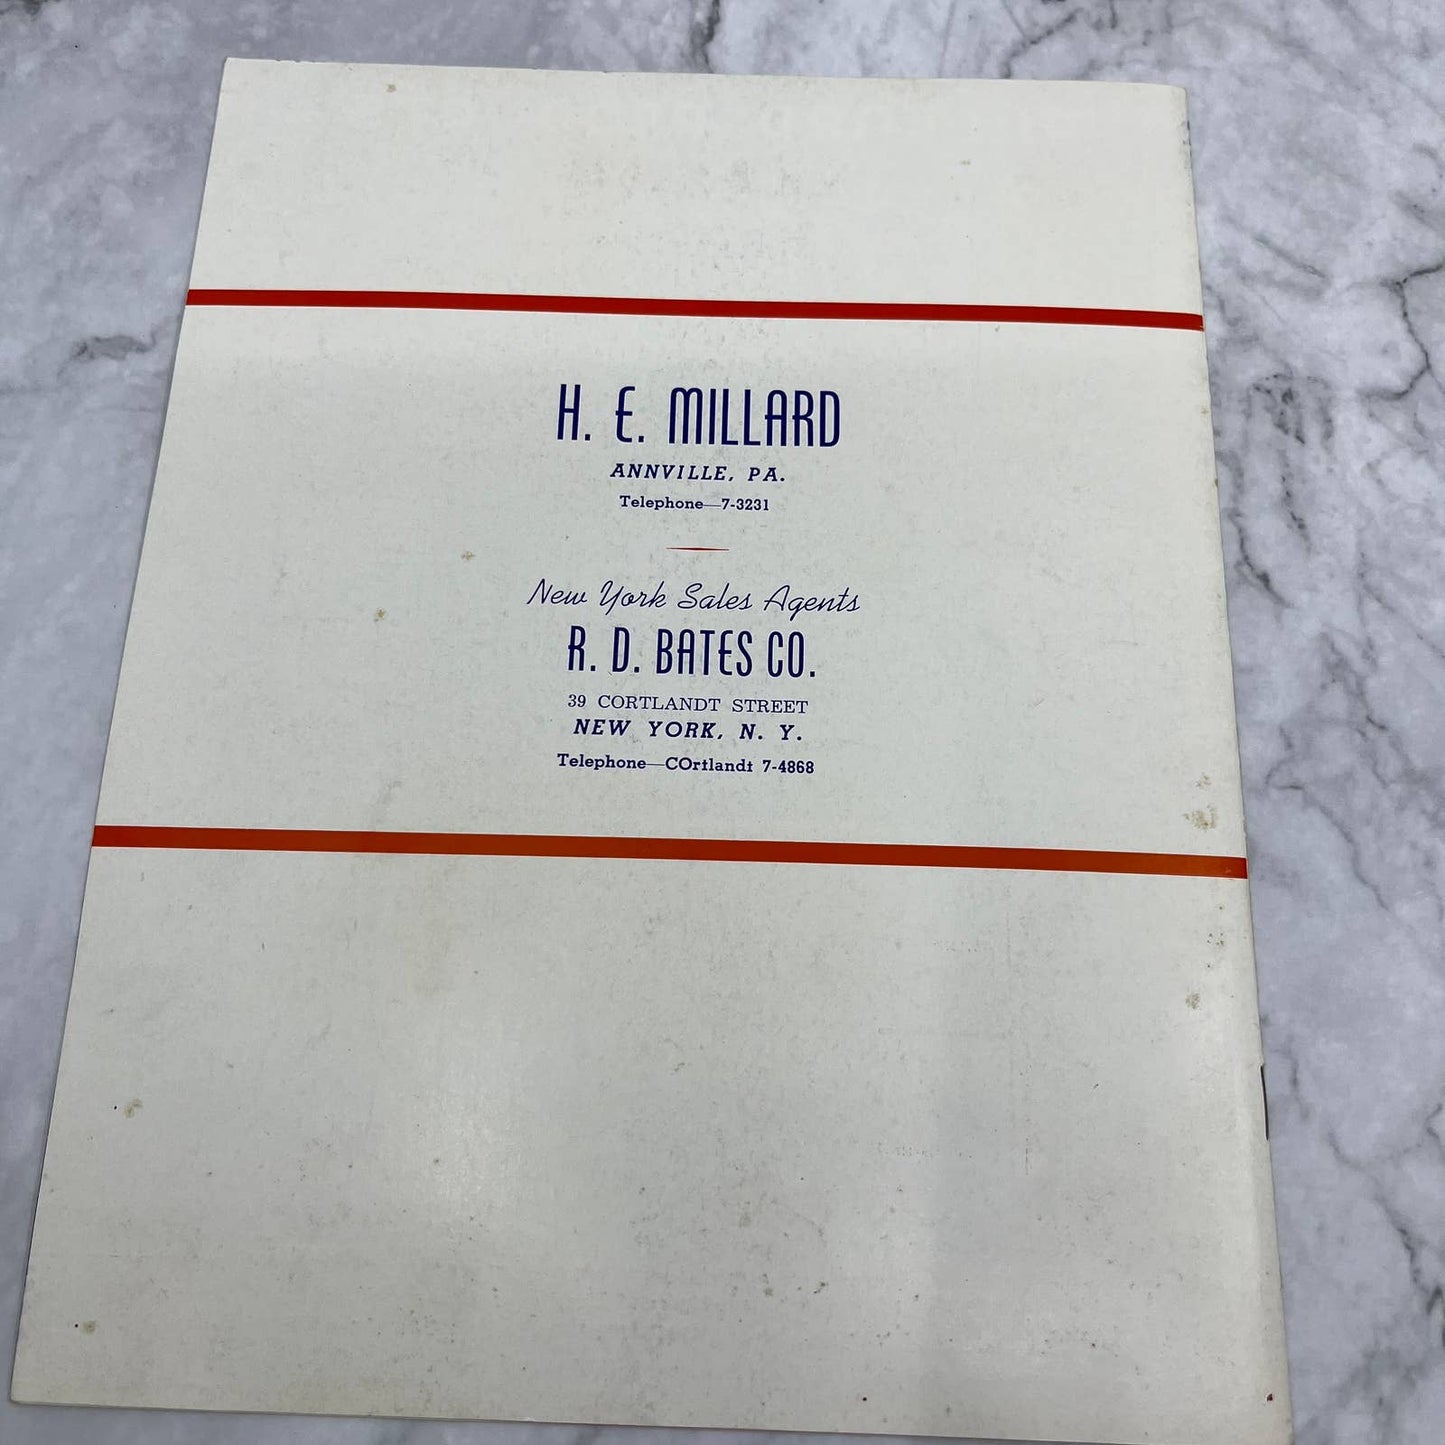 H. E. MILLARD
ANNVILLE, PA.
Telephone—7-3231
New York Sales Agents
R. D. BATES CO.
39 CORTLANDT STREET
NEW YORK, N. Y.
Telephone—COrtlandt 7-4868